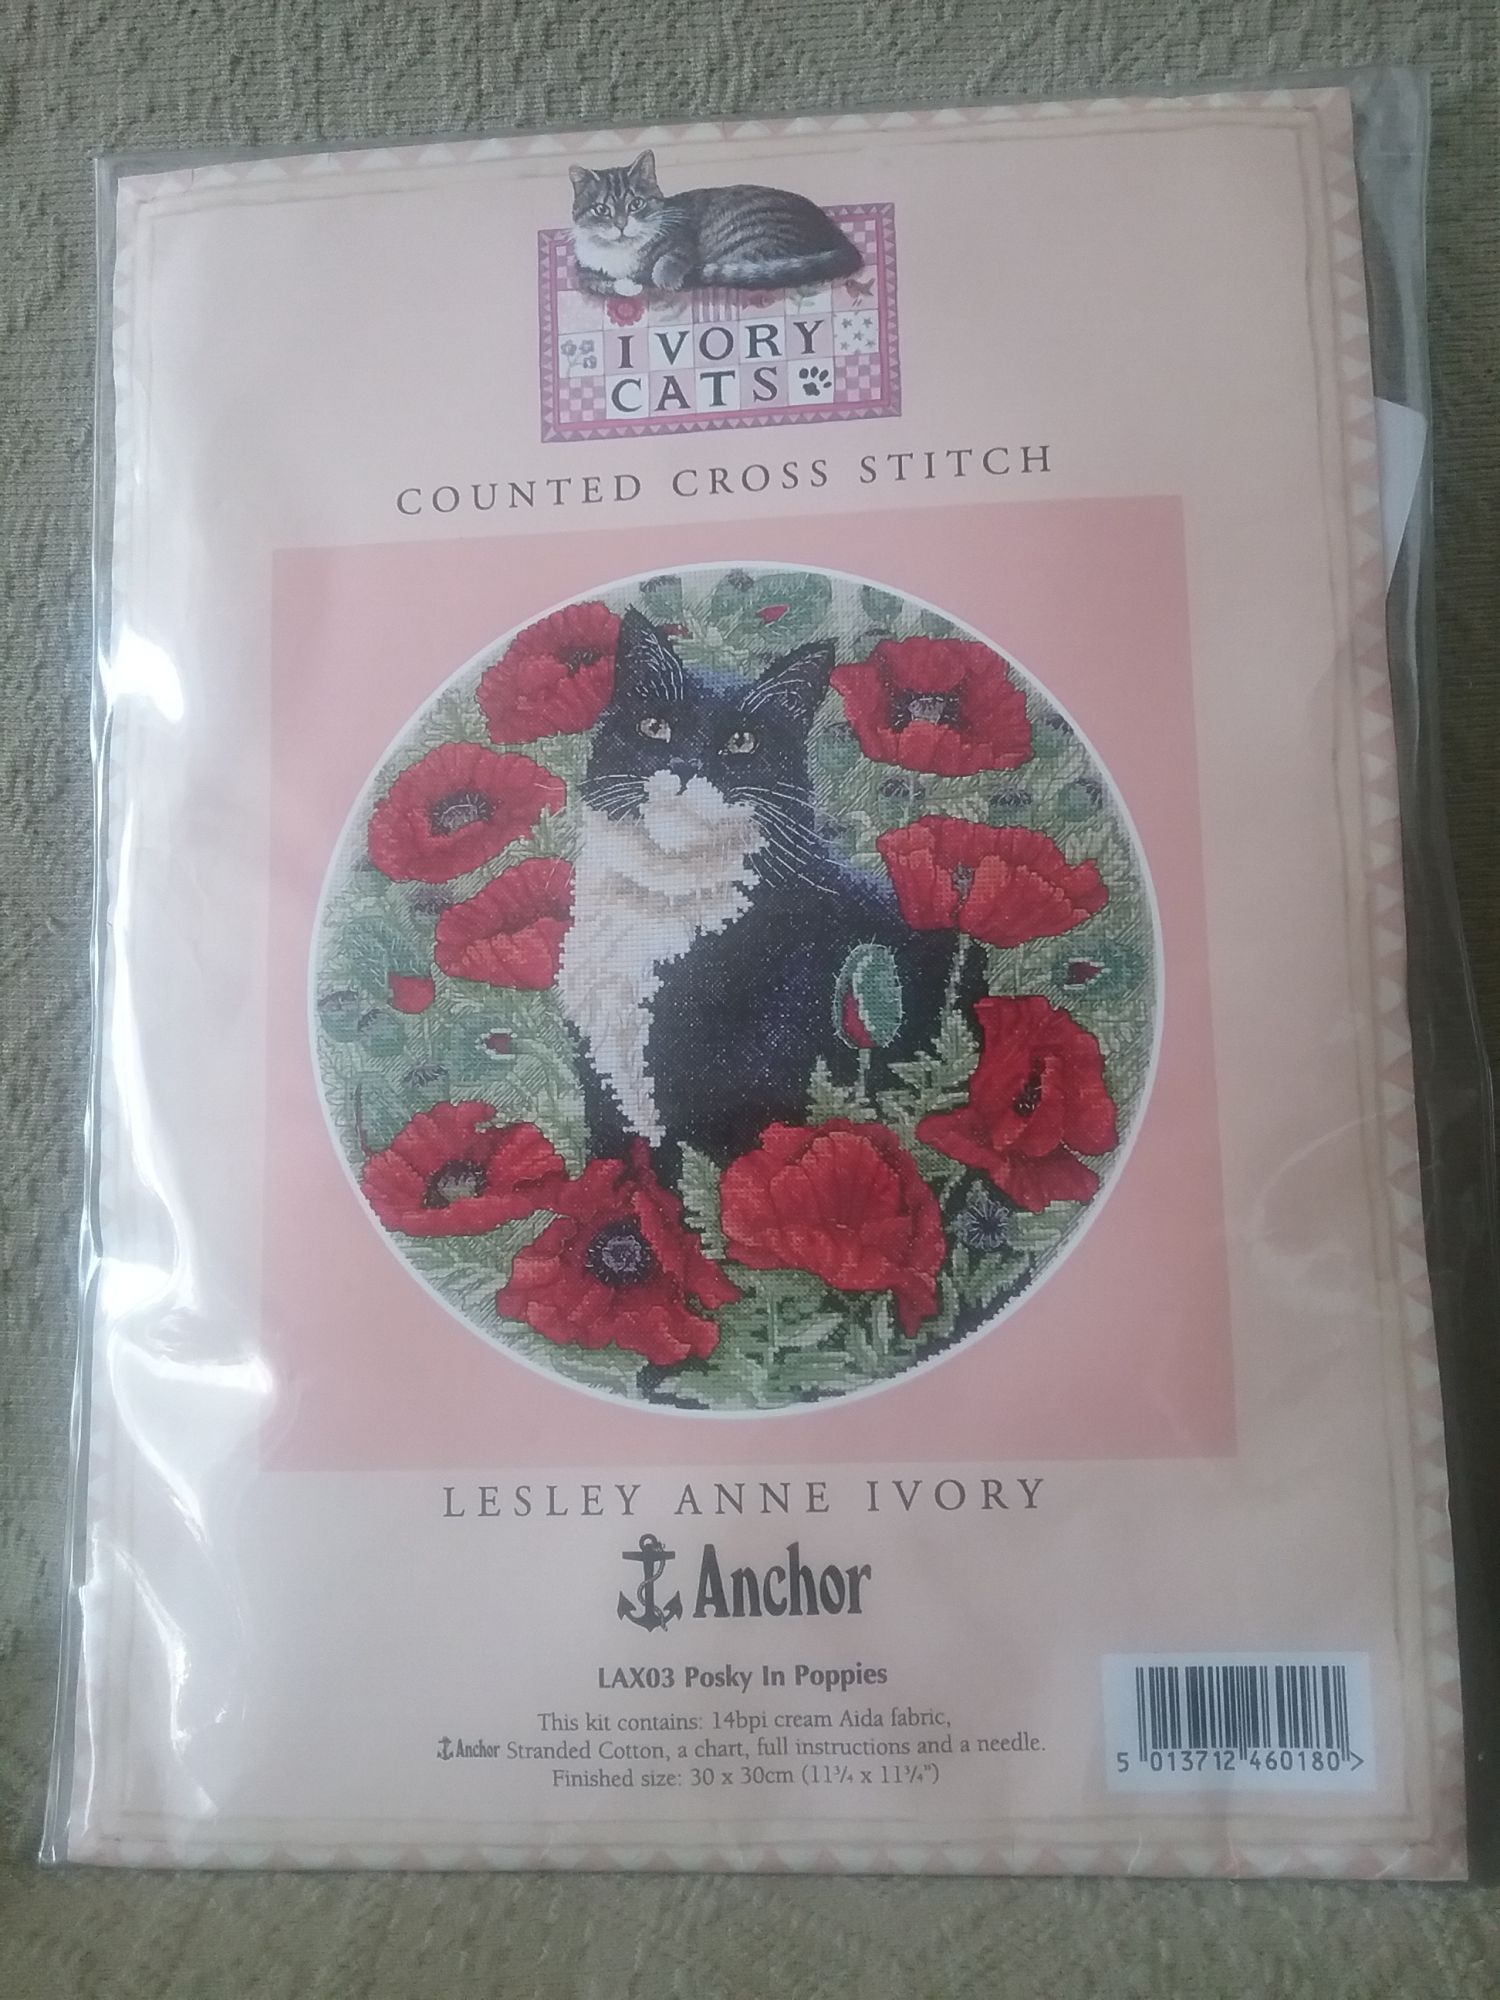 IVORY
CATS
COUNTED CROSS STITCH
LESLEY ANNE IVORY
Anchor
LAX03 Posky In Poppies
This kit contains: 14bpi cream Aida fabric,
Anchor Stranded Cotton, a chart, full instructions and a needle.
Finished size: 30 x 30cm (11¾ x 11¾")
5 013712 460180 >